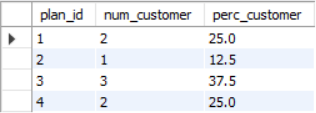 plan_id num_customer perc_customer
1 2 25.0
2 1 12.5
3 3 37.5
4 2 25.0